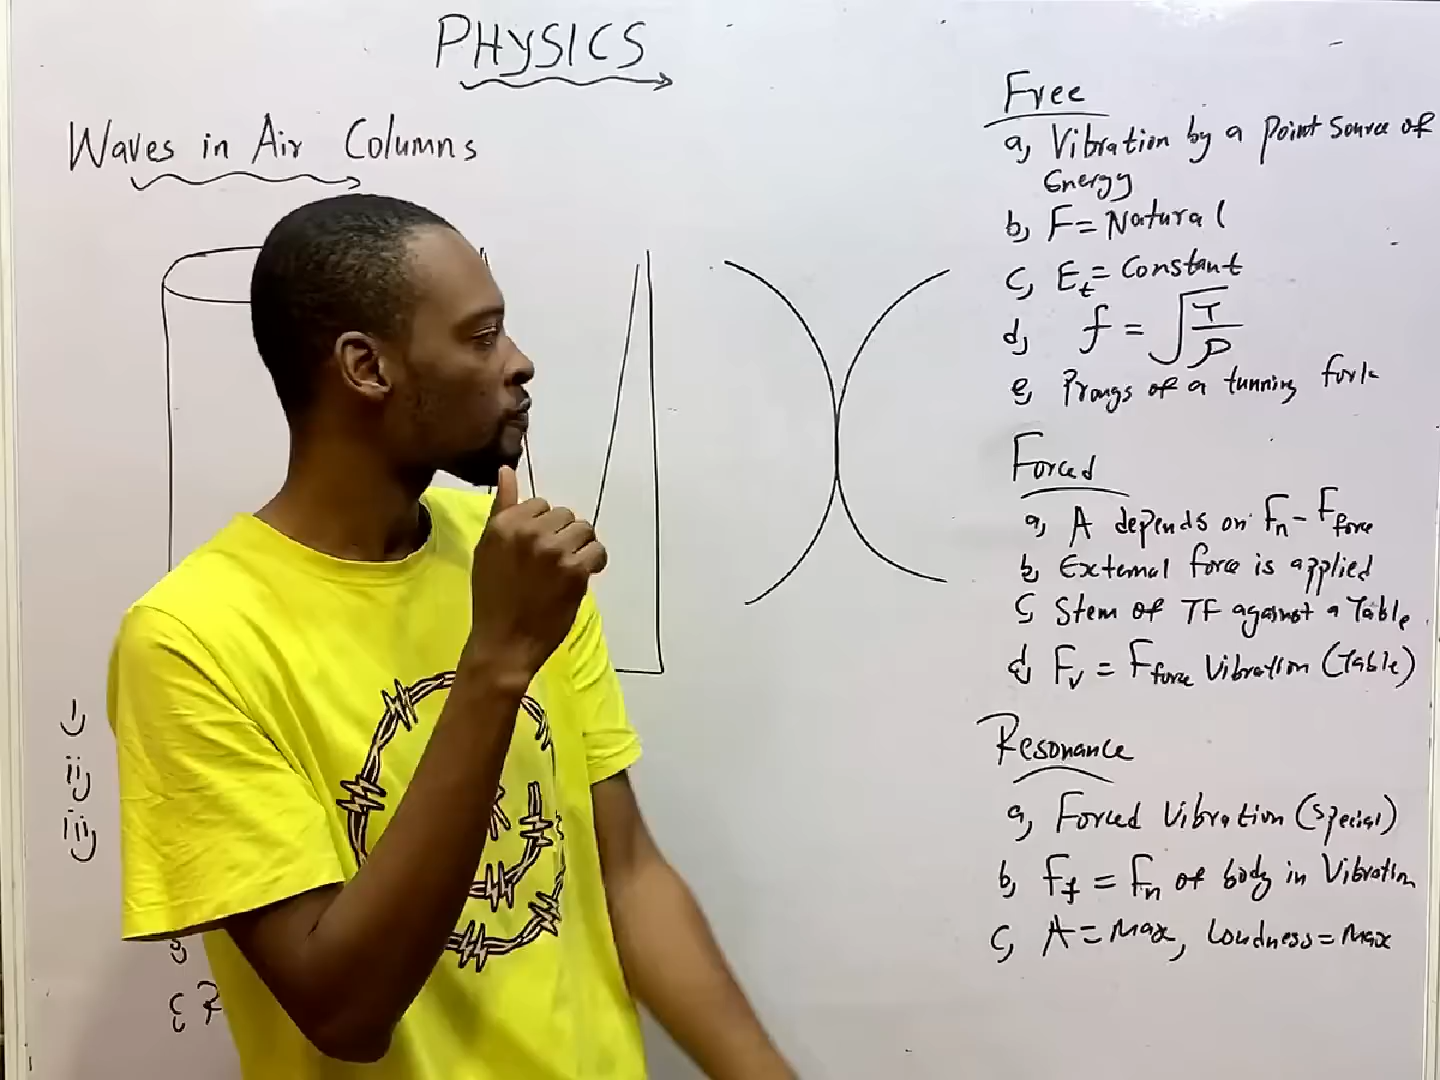 PHYSICS
Waves in Air Columns
i)
ii)
iii)
Free
a, Vibration by a point source of
Energy
b, F = Natural
c, Et = Constant
d, f = √T/ρ
e, Prongs of a tunning fork
Forced
a, A depends on Fn - Fforce
b, External force is applied
c, Stem of TF against a Table
d, Fv = Fforce Vibration (Table)
Resonance
a, Forced Vibration (Special)
b, Ff = Fn of body in Vibration
c, A = Max, Loudness = Max